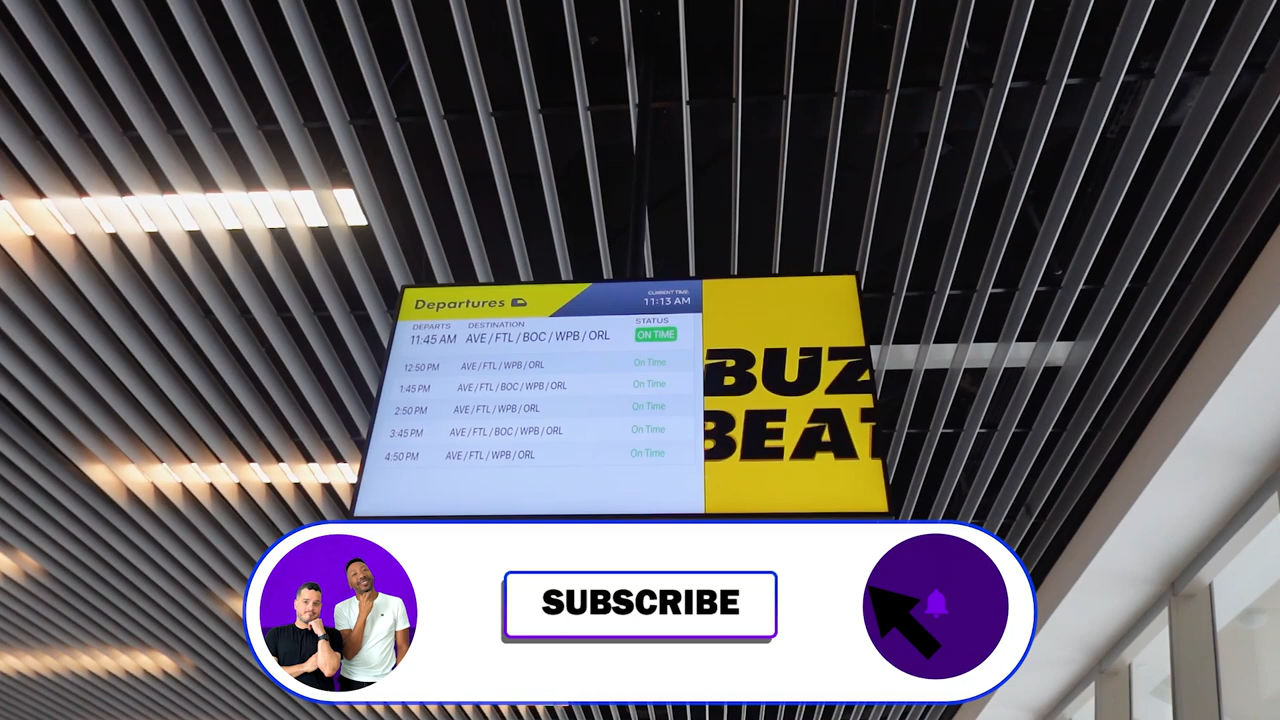 Departures
CURRENT TIME:
11:13 AM
DEPARTS DESTINATION STATUS
11:45 AM AVE / FTL / BOC / WPB / ORL ON TIME
12:50 PM AVE / FTL / WPB / ORL On Time
1:45 PM AVE / FTL / BOC / WPB / ORL On Time
2:50 PM AVE / FTL / WPB / ORL On Time
3:45 PM AVE / FTL / BOC / WPB / ORL On Time
4:50 PM AVE / FTL / WPB / ORL On Time
BUZ
BEAT
SUBSCRIBE